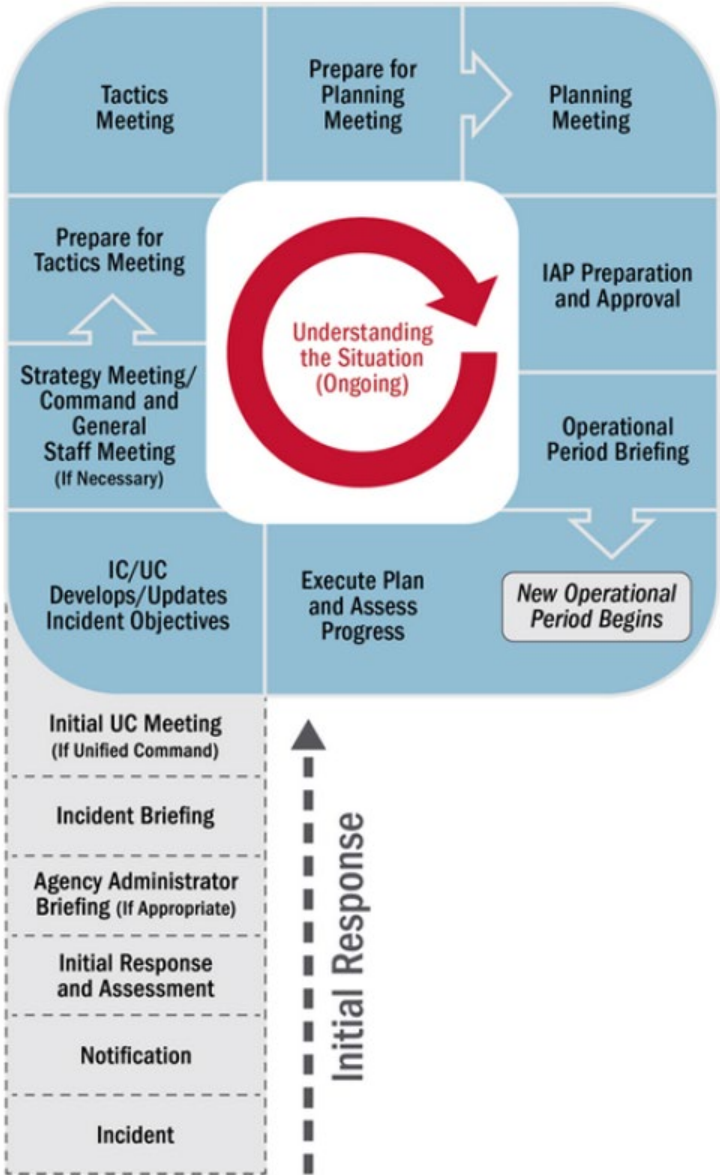 Tactics
Meeting
Prepare for
Planning
Meeting
Planning
Meeting
Prepare for
Tactics Meeting
Understanding
the Situation
(Ongoing)
IAP Preparation
and Approval
Strategy Meeting/
Command and
General
Staff Meeting
(If Necessary)
Operational
Period Briefing
IC/UC
Develops/Updates
Incident Objectives
Execute Plan
and Assess
Progress
New Operational
Period Begins
Initial UC Meeting
(If Unified Command)
Incident Briefing
Agency Administrator
Briefing (If Appropriate)
Initial Response
and Assessment
Notification
Incident
Initial Response